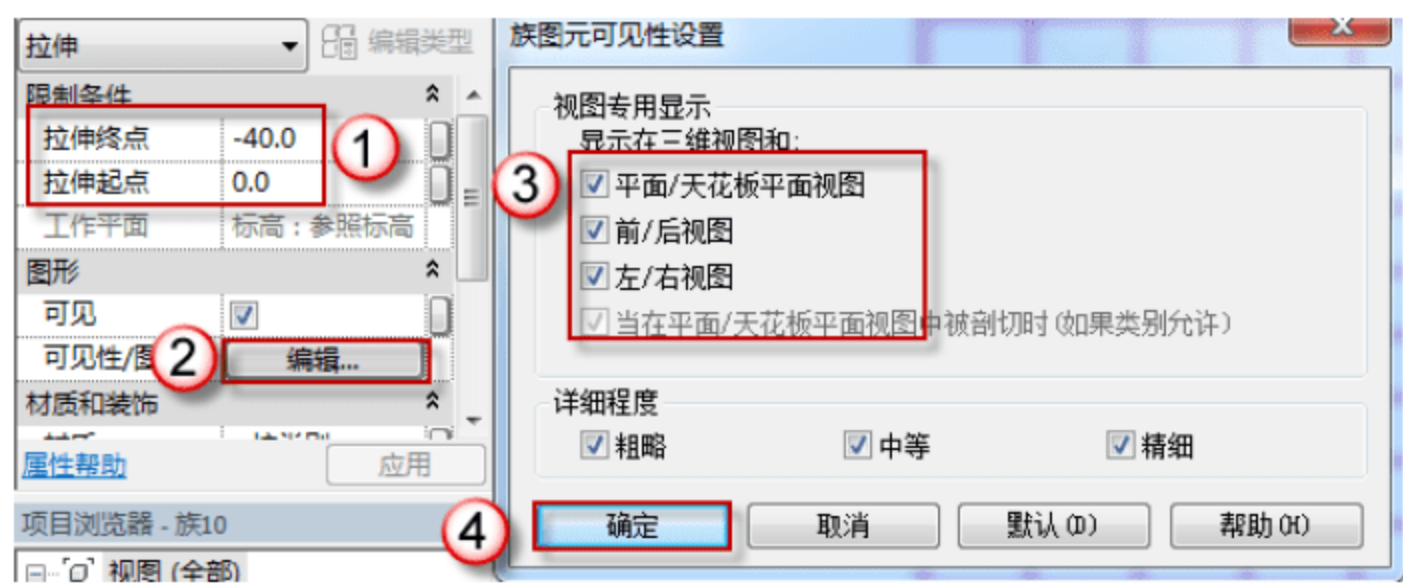 拉伸
编辑类型
限制条件
拉伸终点 -40.0
拉伸起点 0.0
工作平面 标高：参照标高
图形
可见
可见性/图
编辑...
材质和装饰
属性帮助
应用
项目浏览器 - 族10
视图 (全部)
1
2
族图元可见性设置
视图专用显示
显示在三维视图和:
3
平面/天花板平面视图
前/后视图
左/右视图
当在平面/天花板平面视图中被剖切时(如果类别允许)
详细程度
粗略 中等 精细
4
确定 取消 默认(D) 帮助(H)